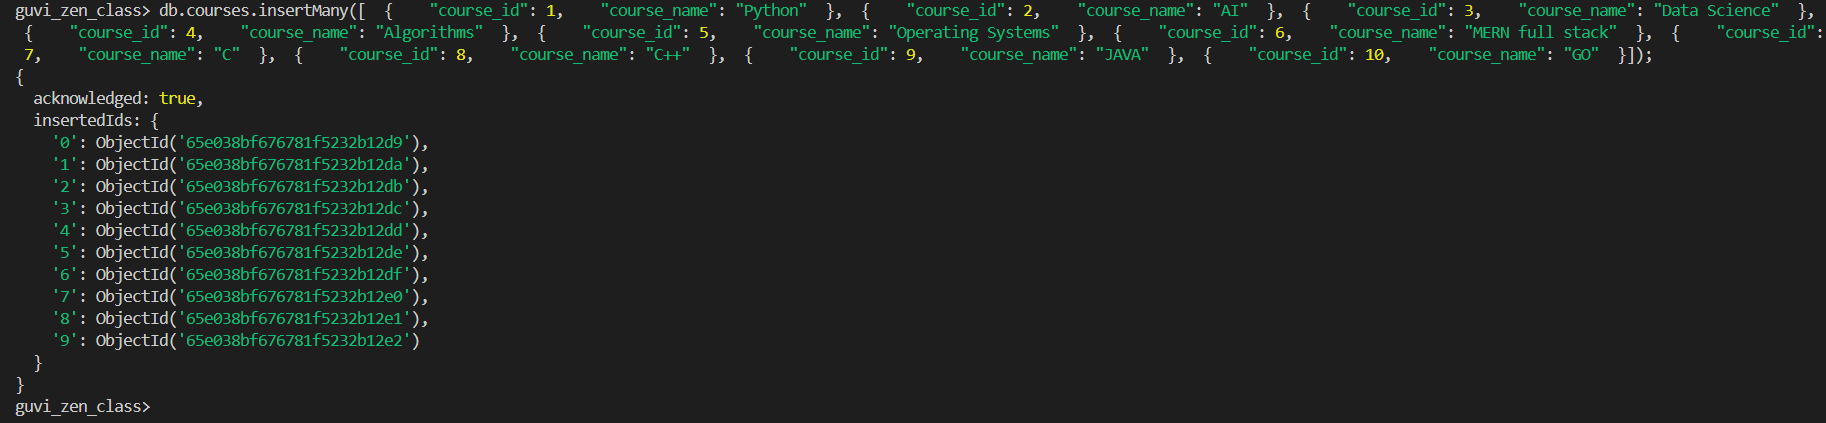 guvi_zen_class> db.courses.insertMany([  {    "course_id": 1,    "course_name": "Python"  },  {    "course_id": 2,    "course_name": "AI"  },  {    "course_id": 3,    "course_name": "Data Science"  },
 {    "course_id": 4,    "course_name": "Algorithms"  },  {    "course_id": 5,    "course_name": "Operating Systems"  },  {    "course_id": 6,    "course_name": "MERN full stack"  },  {    "course_id":
 7,    "course_name": "C"  },  {    "course_id": 8,    "course_name": "C++"  },  {    "course_id": 9,    "course_name": "JAVA"  },  {    "course_id": 10,    "course_name": "GO"  }]);
{
  acknowledged: true,
  insertedIds: {
    '0': ObjectId('65e038bf676781f5232b12d9'),
    '1': ObjectId('65e038bf676781f5232b12da'),
    '2': ObjectId('65e038bf676781f5232b12db'),
    '3': ObjectId('65e038bf676781f5232b12dc'),
    '4': ObjectId('65e038bf676781f5232b12dd'),
    '5': ObjectId('65e038bf676781f5232b12de'),
    '6': ObjectId('65e038bf676781f5232b12df'),
    '7': ObjectId('65e038bf676781f5232b12e0'),
    '8': ObjectId('65e038bf676781f5232b12e1'),
    '9': ObjectId('65e038bf676781f5232b12e2')
  }
}
guvi_zen_class>